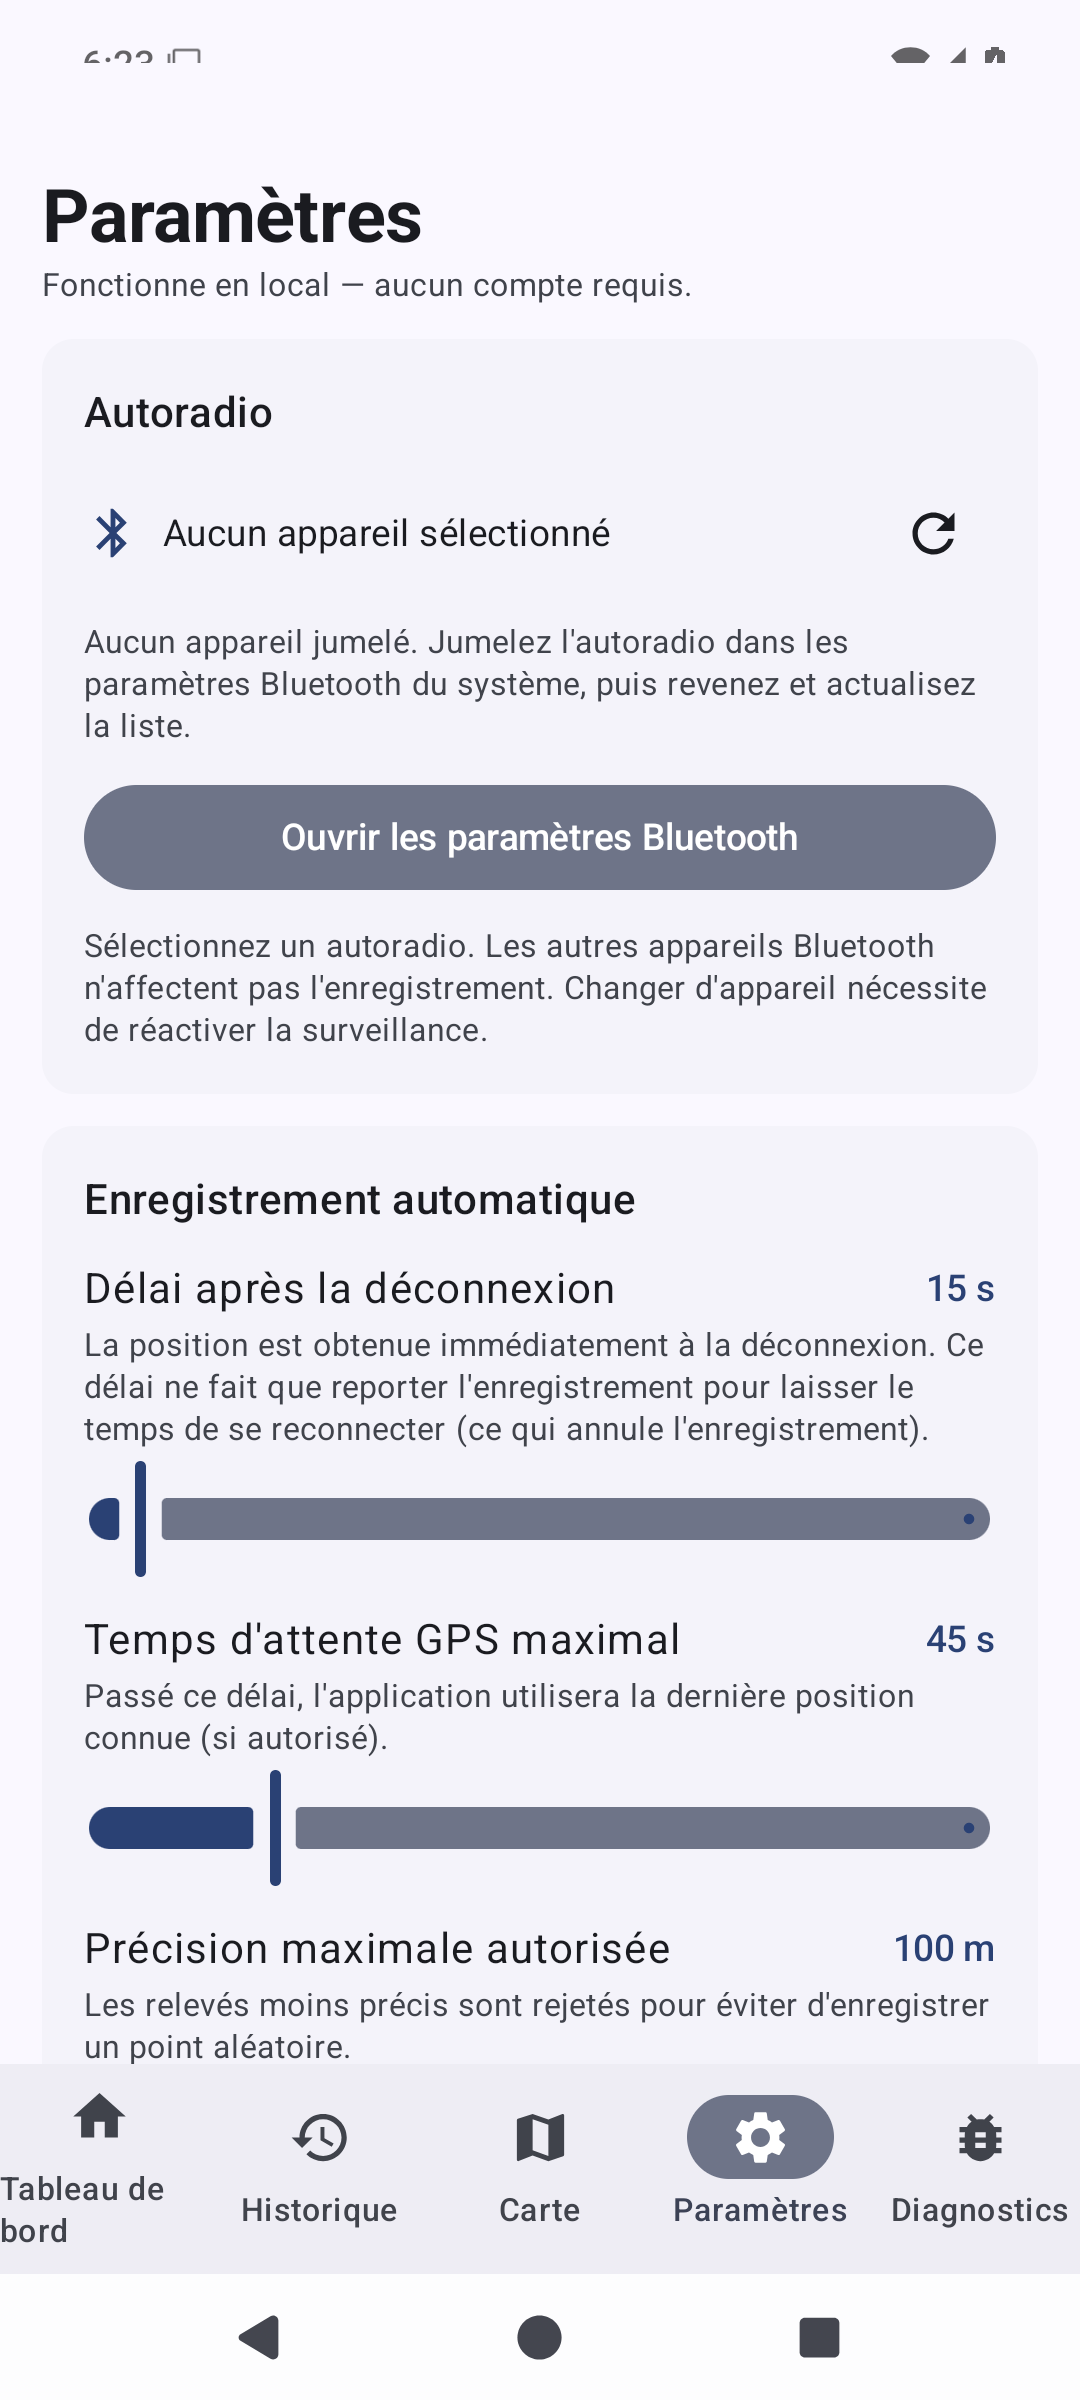 6:23
Paramètres
Fonctionne en local — aucun compte requis.
Autoradio
Aucun appareil sélectionné
Aucun appareil jumelé. Jumelez l'autoradio dans les
paramètres Bluetooth du système, puis revenez et actualisez
la liste.
Ouvrir les paramètres Bluetooth
Sélectionnez un autoradio. Les autres appareils Bluetooth
n'affectent pas l'enregistrement. Changer d'appareil nécessite
de réactiver la surveillance.
Enregistrement automatique
Délai après la déconnexion 15 s
La position est obtenue immédiatement à la déconnexion. Ce
délai ne fait que reporter l'enregistrement pour laisser le
temps de se reconnecter (ce qui annule l'enregistrement).
Temps d'attente GPS maximal 45 s
Passé ce délai, l'application utilisera la dernière position
connue (si autorisé).
Précision maximale autorisée 100 m
Les relevés moins précis sont rejetés pour éviter d'enregistrer
un point aléatoire.
Tableau de
bord
Historique
Carte
Paramètres
Diagnostics